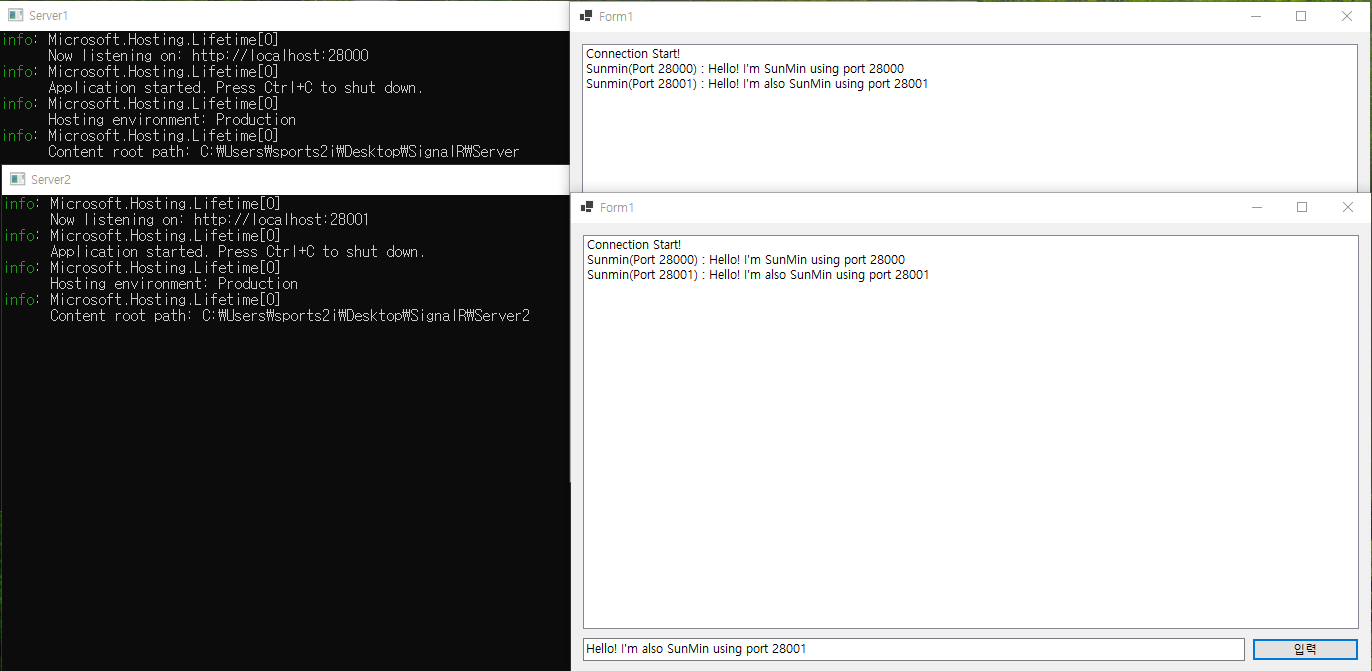 Server1
info: Microsoft.Hosting.Lifetime[0]
Now listening on: http://localhost:28000
info: Microsoft.Hosting.Lifetime[0]
Application started. Press Ctrl+C to shut down.
info: Microsoft.Hosting.Lifetime[0]
Hosting environment: Production
info: Microsoft.Hosting.Lifetime[0]
Content root path: C:₩Users₩sports2i₩Desktop₩SignalR₩Server
Server2
info: Microsoft.Hosting.Lifetime[0]
Now listening on: http://localhost:28001
info: Microsoft.Hosting.Lifetime[0]
Application started. Press Ctrl+C to shut down.
info: Microsoft.Hosting.Lifetime[0]
Hosting environment: Production
info: Microsoft.Hosting.Lifetime[0]
Content root path: C:₩Users₩sports2i₩Desktop₩SignalR₩Server2
Form1
Connection Start!
Sunmin(Port 28000) : Hello! I'm SunMin using port 28000
Sunmin(Port 28001) : Hello! I'm also SunMin using port 28001
Form1
Connection Start!
Sunmin(Port 28000) : Hello! I'm SunMin using port 28000
Sunmin(Port 28001) : Hello! I'm also SunMin using port 28001
Hello! I'm also SunMin using port 28001
입력